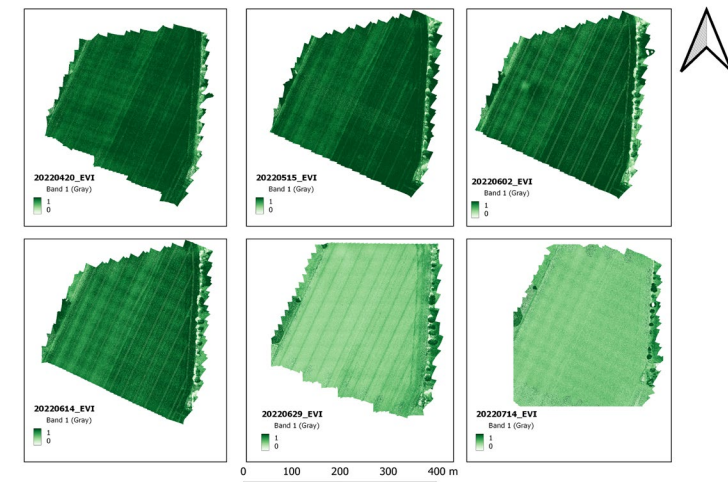 20220420_EVI
Band 1 (Gray)
1
0
20220515_EVI
Band 1 (Gray)
1
0
20220602_EVI
Band 1 (Gray)
1
0
20220614_EVI
Band 1 (Gray)
1
0
20220629_EVI
Band 1 (Gray)
1
0
20220714_EVI
Band 1 (Gray)
1
0
0 100 200 300 400 m